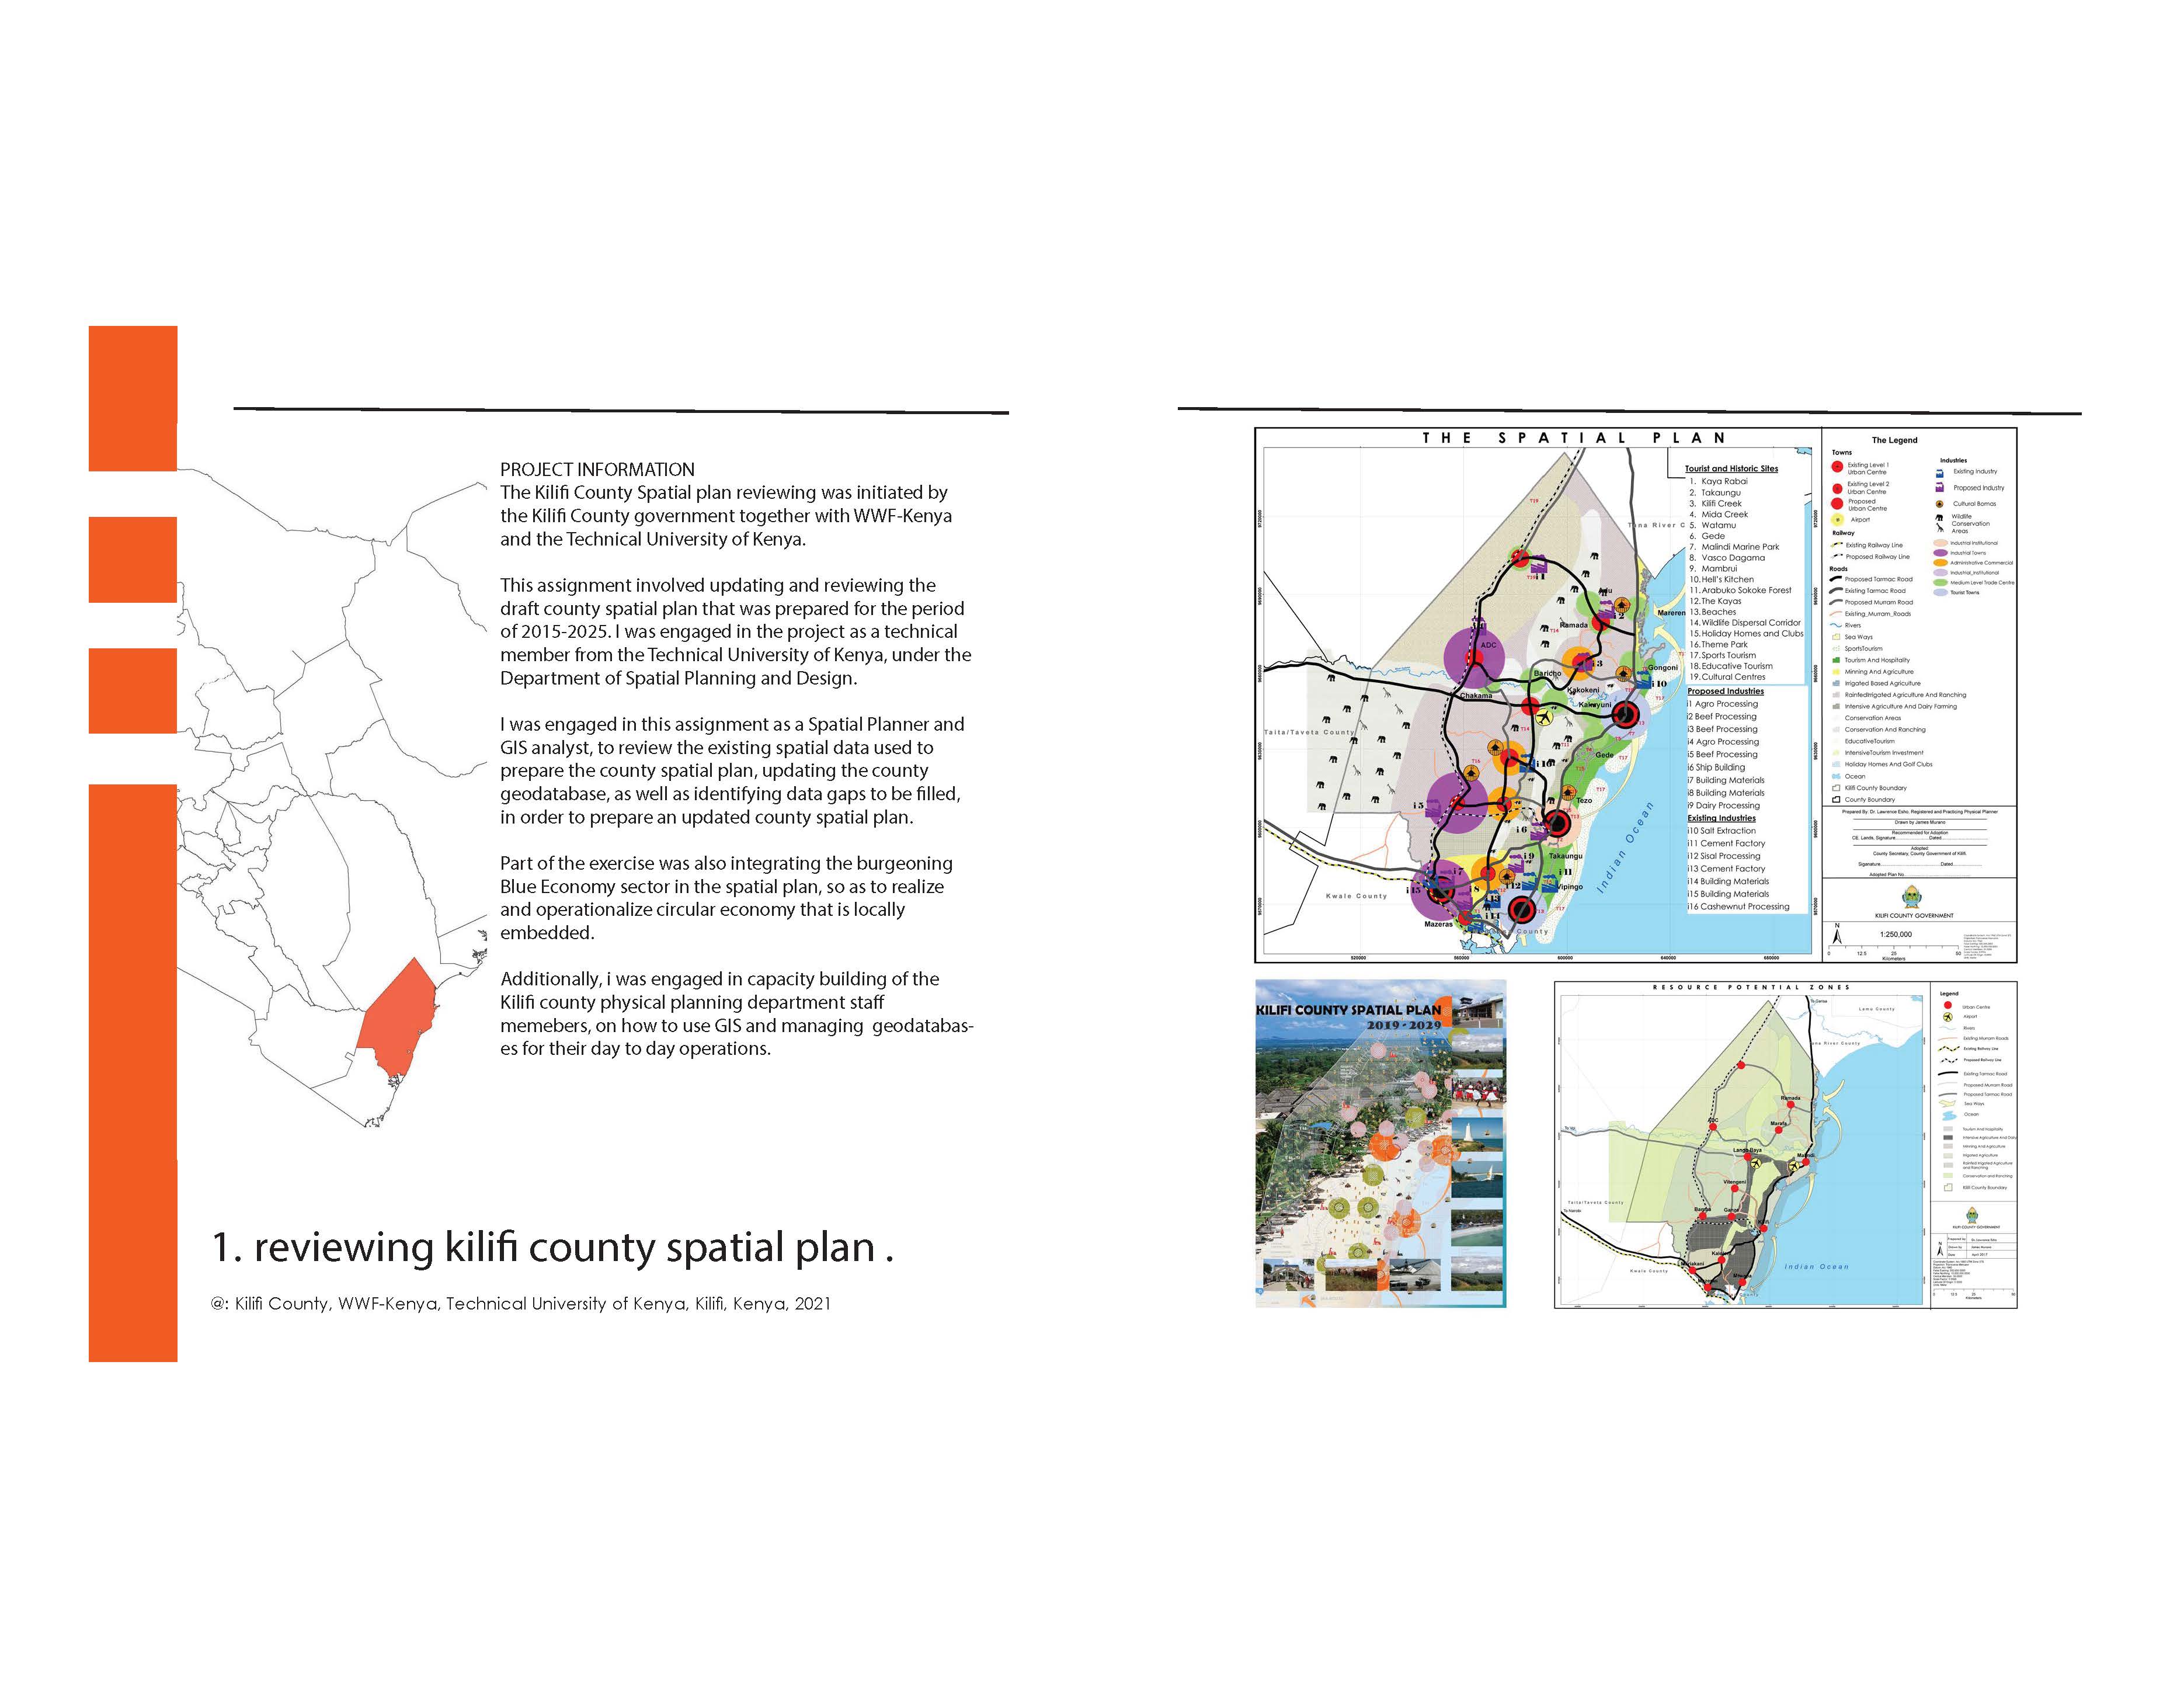 PROJECT INFORMATION
The Kilifi County Spatial plan reviewing was initiated by
the Kilifi County government together with WWF-Kenya
and the Technical University of Kenya.
This assignment involved updating and reviewing the
draft county spatial plan that was prepared for the period
of 2015-2025. I was engaged in the project as a technical
member from the Technical University of Kenya, under the
Department of Spatial Planning and Design.
I was engaged in this assignment as a Spatial Planner and
GIS analyst, to review the existing spatial data used to
prepare the county spatial plan, updating the county
geodatabase, as well as identifying data gaps to be filled,
in order to prepare an updated county spatial plan.
Part of the exercise was also integrating the burgeoning
Blue Economy sector in the spatial plan, so as to realize
and operationalize circular economy that is locally
embedded.
Additionally, i was engaged in capacity building of the
Kilifi county physical planning department staff
memebers, on how to use GIS and managing geodatabas-
es for their day to day operations.
1. reviewing kilifi county spatial plan .
@: Kilifi County, WWF-Kenya, Technical University of Kenya, Kilifi, Kenya, 2021
THE SPATIAL PLAN
Tourist and Historic Sites
1. Kaya Rabai
2. Takaungu
3. Kilifi Creek
4. Mida Creek
5. Watamu
6. Gede
7. Malindi Marine Park
8. Vasco Dagama
9. Mambrui
10. Hell's Kitchen
11. Arabuko Sokoke Forest
12. The Kayas
13. Beaches
14. Wildlife Dispersal Corridor
15. Holiday Homes and Clubs
16. Theme Park
17. Sports Tourism
18. Educative Tourism
19. Cultural Centres
Proposed Industries
i1 Agro Processing
i2 Beef Processing
i3 Beef Processing
i4 Agro Processing
i5 Beef Processing
i6 Ship Building
i7 Building Materials
i8 Building Materials
i9 Dairy Processing
Existing Industries
i10 Salt Extraction
i11 Cement Factory
i12 Sisal Processing
i13 Cement Factory
i14 Building Materials
i15 Building Materials
i16 Cashewnut Processing
Tana River C
Mareren
Ramada
ADC
Baricho
Gongoni
Chakama
Kakokeni
Kakuyuni
Taita/Taveta County
Gede
Tezo
Takaungu
Vipingo
Kwale County
Mazeras
County
Indian Ocean
The Legend
Towns
Existing Level 1
Urban Centre
Existing Level 2
Urban Centre
Proposed
Urban Centre
Airport
Railway
Existing Railway Line
Proposed Railway Line
Roads
Proposed Tarmac Road
Existing Tarmac Road
Proposed Murram Road
Existing_Murram_Roads
Rivers
Sea Ways
SportsTourism
Tourism And Hospitality
Minning And Agriculture
Irrigated Based Agriculture
RainfedIrrigated Agriculture And Ranching
Intensive Agriculture And Dairy Farming
Conservation Areas
Conservation And Ranching
EducativeTourism
IntensiveTourism Investment
Holiday Homes And Golf Clubs
Ocean
Kilifi County Boundary
County Boundary
Industries
Existing Industry
Proposed Industry
Cultural Bomas
Wildlife
Conservation
Areas
Industrial Institutional
Industrial Towns
Administrative Commercial
Industrial_Institutional
Medium Level Trade Centre
Tourist Towns
Prepared By: Dr. Lawrence Esho, Registered and Practicing Physical Planner
Drawn by James Murano
Recommended for Adoption
CE. Lands, Signature Dated
Adopted:
County Secretary, County Government of Kilifi
Signature Dated
Adopted Plan No.
KILIFI COUNTY GOVERNMENT
N
1:250,000
0 12.5 25 50
Kilometers
KILIFI COUNTY SPATIAL PLAN
2019 - 2029
RESOURCE POTENTIAL ZONES
Lamu County
Tana River County
Ramada
Marafa
ADC
Vitengeni
Taita/Taveta County
To Nairobi
Kwale County
Indian Ocean
Legend
Urban Centre
Airport
Rivers
Existing Murram Roads
Existing Railway Line
Proposed Railway Line
Existing Tarmac Road
Proposed Murram Road
Proposed Tarmac Road
Sea Ways
Ocean
Tourism And Hospitality
Intensive Agriculture And Dairy
Minning And Agriculture
Irrigated Agriculture
Rainfed Irrigated Agriculture
and Ranching
Conservation and Ranching
Kilifi County Boundary
KILIFI COUNTY GOVERNMENT